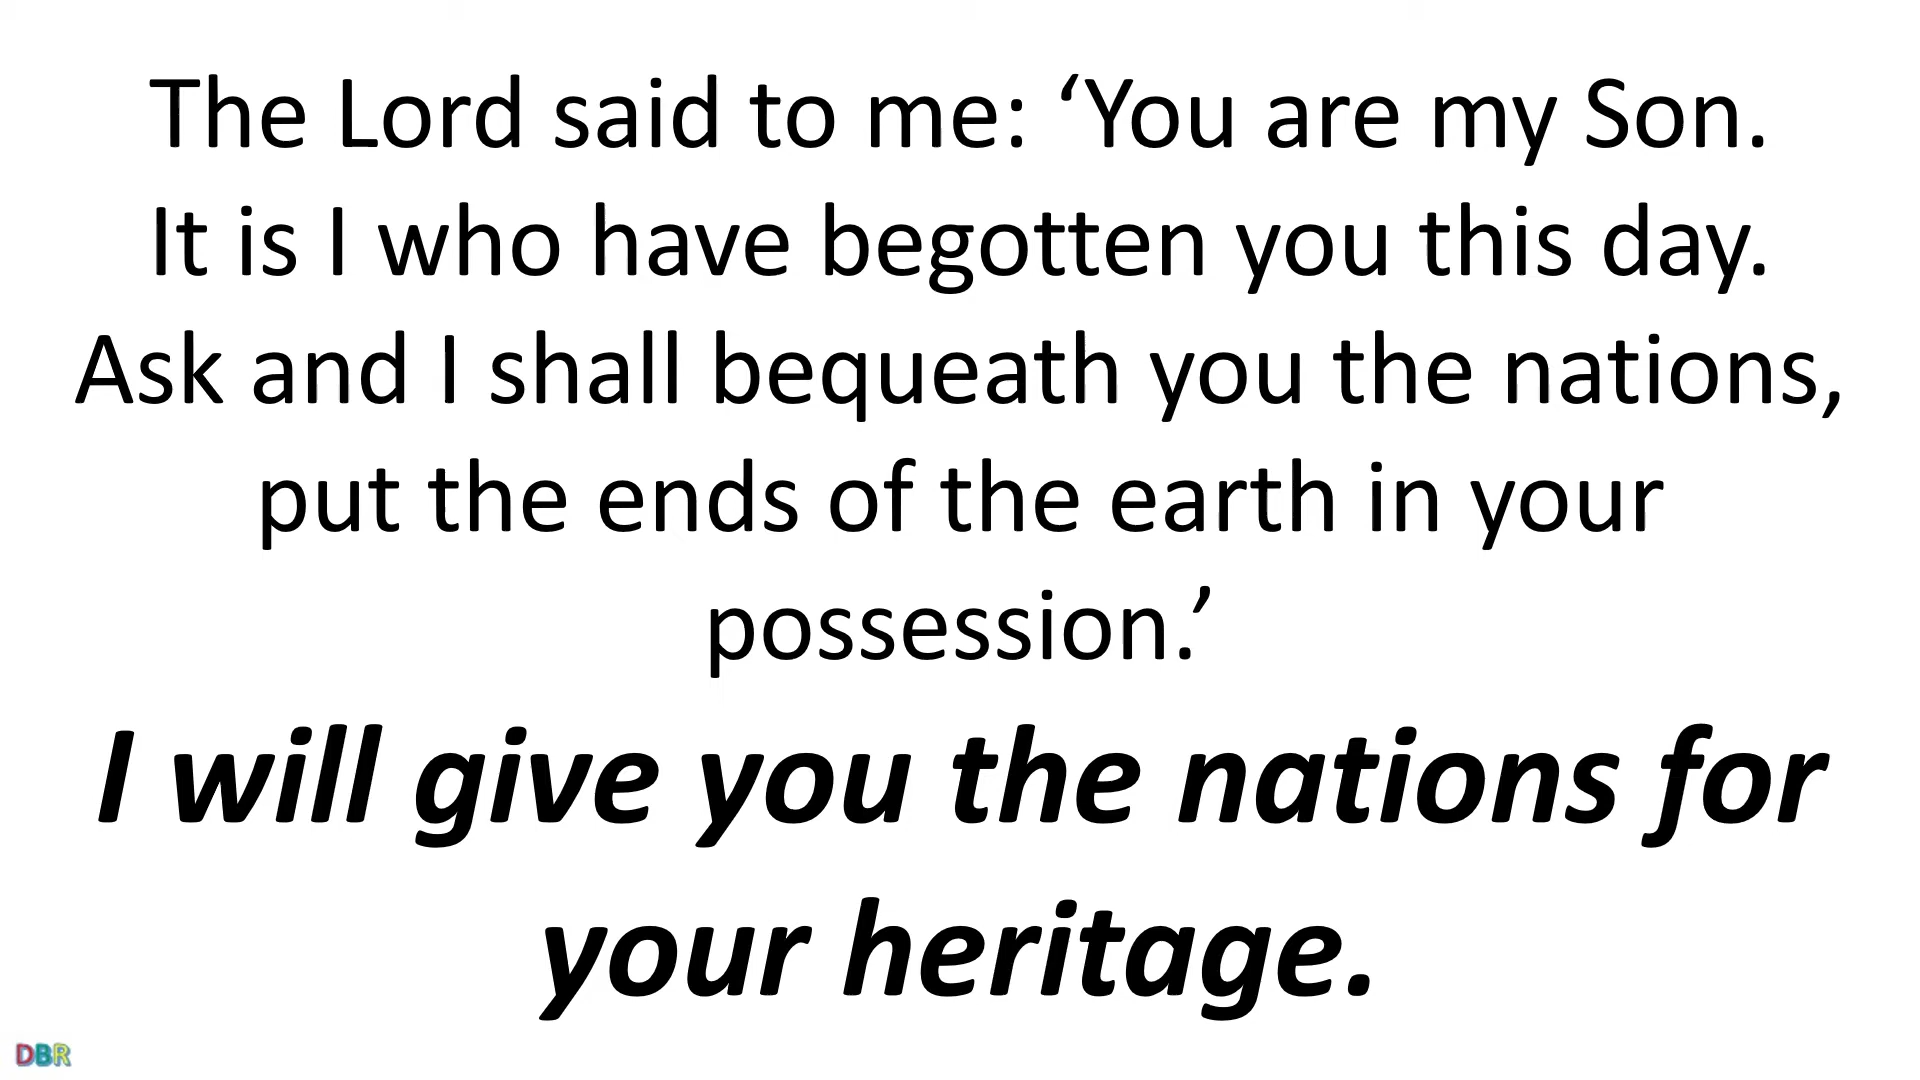 The Lord said to me: ‘You are my Son.
It is I who have begotten you this day.
Ask and I shall bequeath you the nations,
put the ends of the earth in your
possession.’
I will give you the nations for
your heritage.
DBR